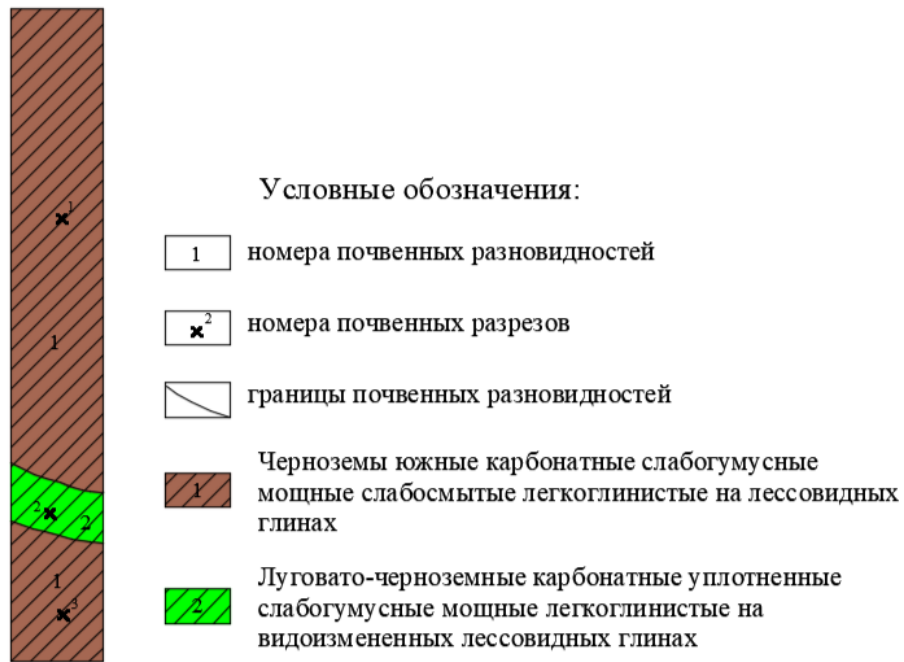 1
1
2
2
1
3
Условные обозначения:
1
номера почвенных разновидностей
2
номера почвенных разрезов
границы почвенных разновидностей
1
Черноземы южные карбонатные слабогумусные
мощные слабосмытые легкоглинистые на лессовидных
глинах
2
Луговато-черноземные карбонатные уплотненные
слабогумусные мощные легкоглинистые на
видоизмененных лессовидных глинах